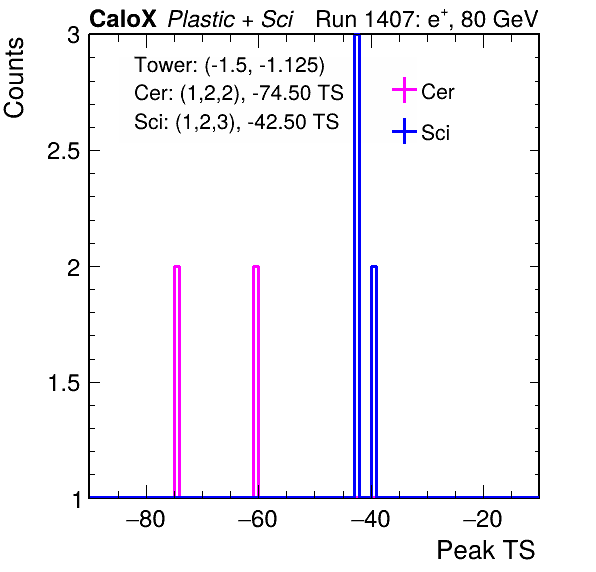 CaloX Plastic + Sci Run 1407: e+, 80 GeV
Counts
3
2.5
2
1.5
1
Tower: (-1.5, -1.125)
Cer: (1,2,2), -74.50 TS
Sci: (1,2,3), -42.50 TS
Cer
Sci
−80 −60 −40 −20
Peak TS